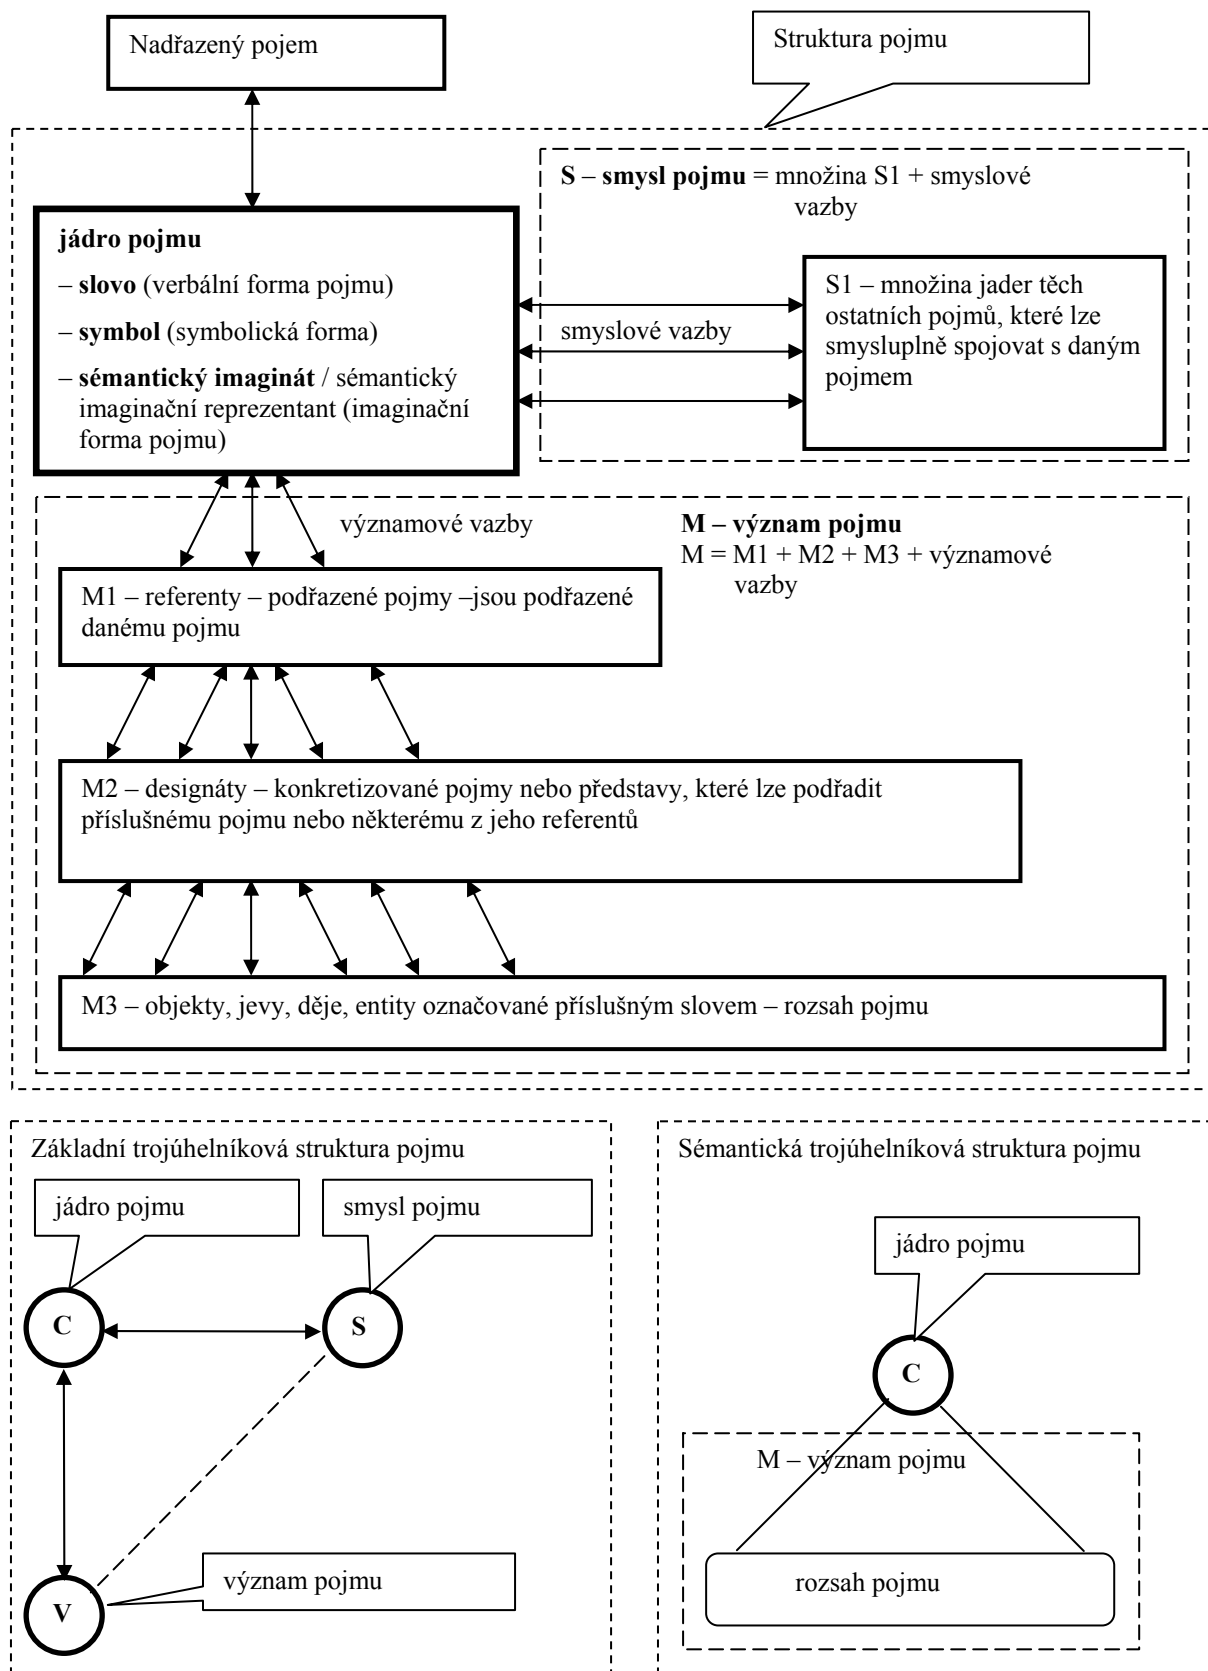 Nadřazený pojem
Struktura pojmu
S – smysl pojmu = množina S1 + smyslové
vazby
jádro pojmu
– slovo (verbální forma pojmu)
– symbol (symbolická forma)
– sémantický imaginát / sémantický
imaginační reprezentant (imaginační
forma pojmu)
smyslové vazby
S1 – množina jader těch
ostatních pojmů, které lze
smysluplně spojovat s daným
pojmem
významové vazby
M – význam pojmu
M = M1 + M2 + M3 + významové
vazby
M1 – referenty – podřazené pojmy –jsou podřazené
danému pojmu
M2 – designáty – konkretizované pojmy nebo představy, které lze podřadit
příslušnému pojmu nebo některému z jeho referentů
M3 – objekty, jevy, děje, entity označované příslušným slovem – rozsah pojmu
Základní trojúhelníková struktura pojmu
jádro pojmu
smysl pojmu
C
S
význam pojmu
V
Sémantická trojúhelníková struktura pojmu
jádro pojmu
C
M – význam pojmu
rozsah pojmu